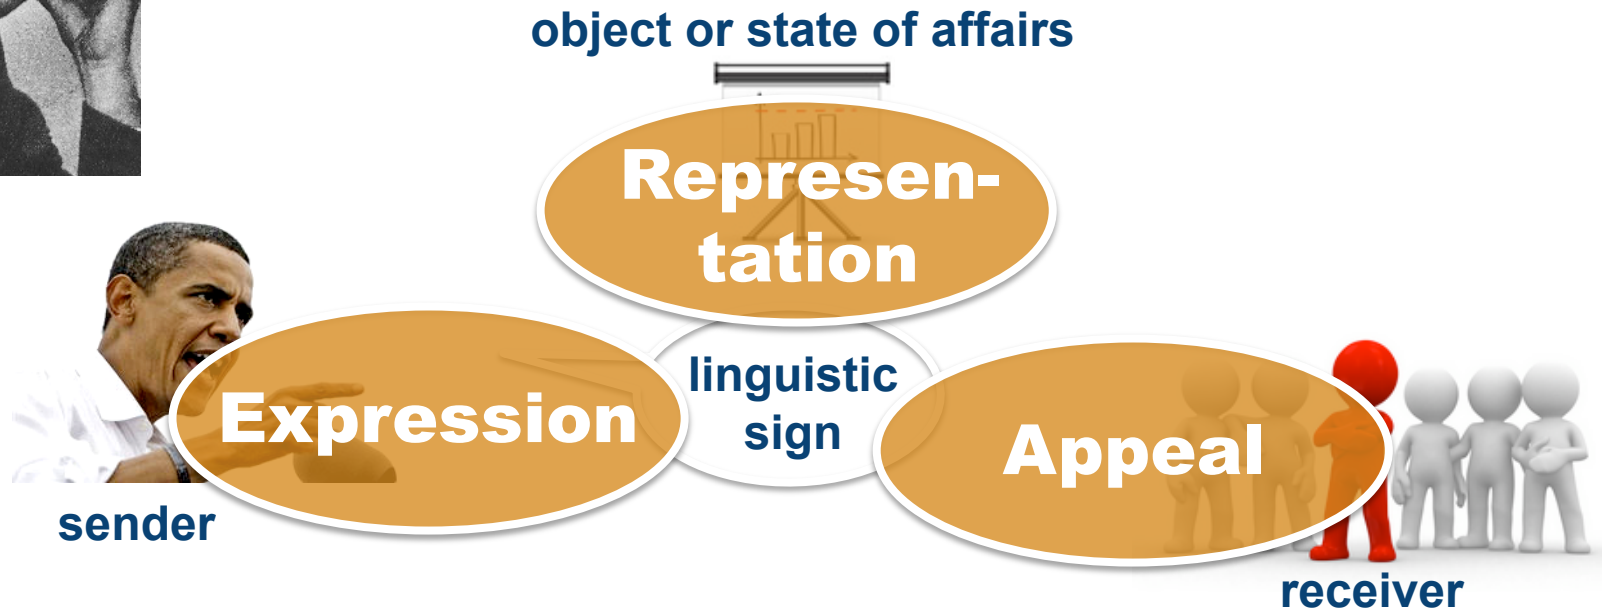 object or state of affairs
Represen-
tation
linguistic
sign
Expression
Appeal
sender
receiver